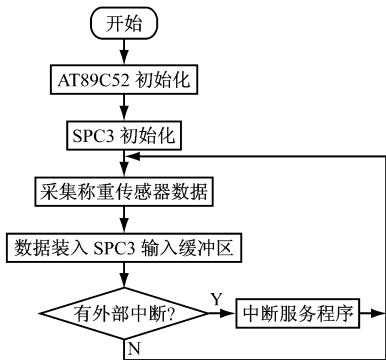 开始
AT89C52 初始化
SPC3 初始化
采集称重传感器数据
数据装入 SPC3 输入缓冲区
有外部中断?
Y
中断服务程序
N